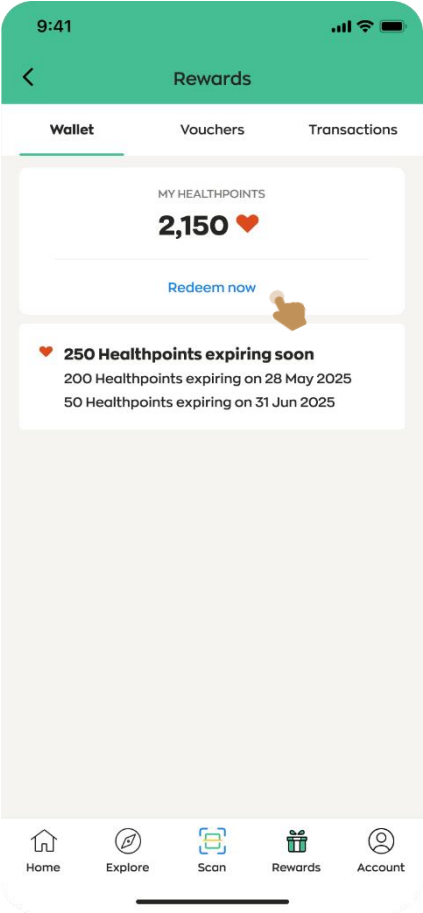 9:41
Rewards
Wallet Vouchers Transactions
MY HEALTHPOINTS
2,150
Redeem now
250 Healthpoints expiring soon
200 Healthpoints expiring on 28 May 2025
50 Healthpoints expiring on 31 Jun 2025
Home Explore Scan Rewards Account